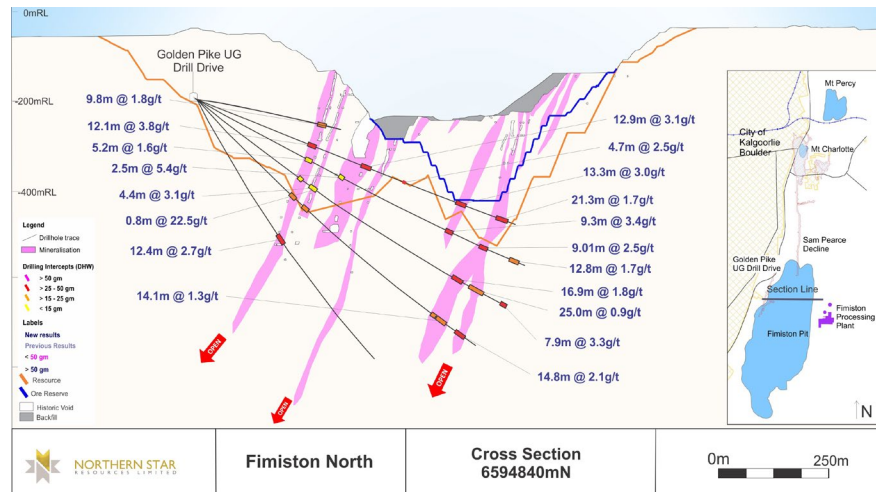 0mRL
-200mRL
-400mRL
Golden Pike UG
Drill Drive
9.8m @ 1.8g/t
12.1m @ 3.8g/t
5.2m @ 1.6g/t
2.5m @ 5.4g/t
4.4m @ 3.1g/t
0.8m @ 22.5g/t
12.4m @ 2.7g/t
14.1m @ 1.3g/t
12.9m @ 3.1g/t
4.7m @ 2.5g/t
13.3m @ 3.0g/t
21.3m @ 1.7g/t
9.3m @ 3.4g/t
9.01m @ 2.5g/t
12.8m @ 1.7g/t
16.9m @ 1.8g/t
25.0m @ 0.9g/t
7.9m @ 3.3g/t
14.8m @ 2.1g/t
OPEN
OPEN
OPEN
Legend
Drillhole trace
Mineralisation
Drilling Intercepts (DHW)
> 50 gm
> 25 - 50 gm
> 15 - 25 gm
< 15 gm
Labels
New results
Previous Results
< 50 gm
> 50 gm
Resource
Ore Reserve
Historic Void
Backfill
Mt Percy
City of
Kalgoorlie
Boulder
Mt Charlotte
Sam Pearce
Decline
Golden Pike
UG Drill Drive
Section Line
Fimiston
Processing
Plant
Fimiston Pit
N
NORTHERN STAR
RESOURCES LIMITED
Fimiston North
Cross Section
6594840mN
0m
250m